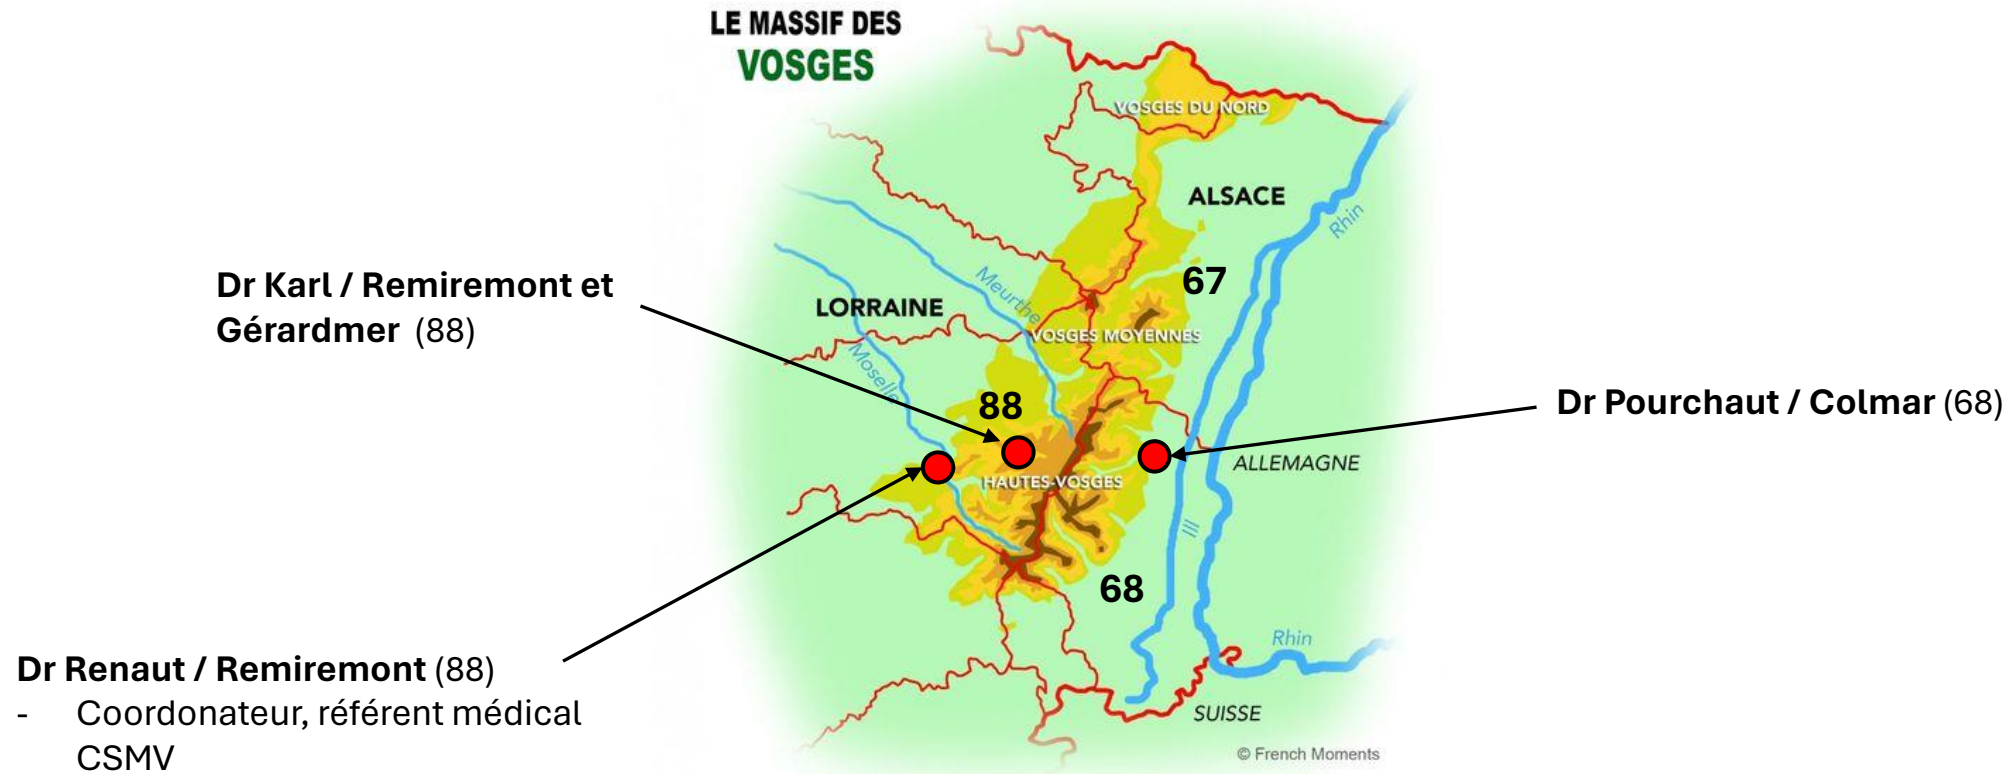 LE MASSIF DES
VOSGES
VOSGES DU NORD
ALSACE
Rhin
67
Dr Karl / Remiremont et
Gérardmer (88)
Meurthe
LORRAINE
VOSGES MOYENNES
Moselle
88
Dr Pourchaut / Colmar (68)
ALLEMAGNE
HAUTES-VOSGES
Ill
68
Rhin
Dr Renaut / Remiremont (88)
- Coordonateur, référent médical
CSMV
SUISSE
© French Moments